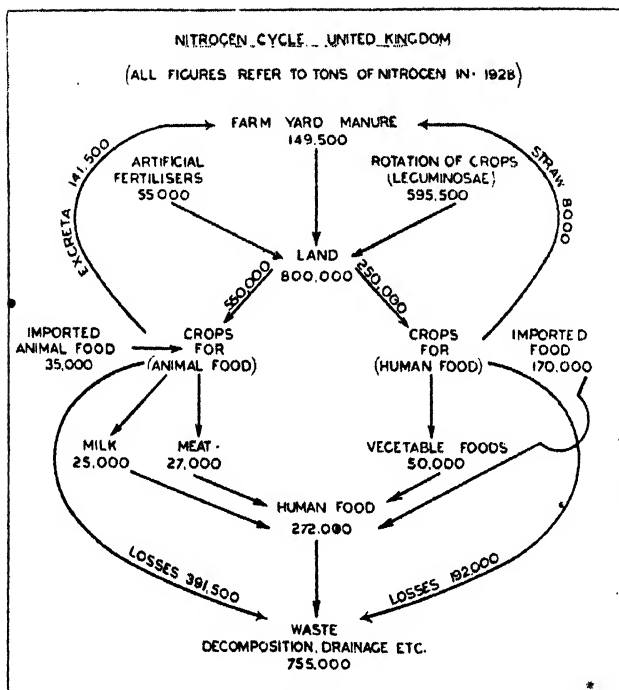 NITROGEN CYCLE UNITED KINGDOM
(ALL FIGURES REFER TO TONS OF NITROGEN IN 1928)
FARM YARD MANURE
149.500
EXCRETA 141.500
STRAW 8000
ARTIFICIAL
FERTILISERS
55000
ROTATION OF CROPS
(LEGUMINOSAE)
595.500
LAND
800,000
550,000
250,000
IMPORTED
ANIMAL FOOD
35,000
CROPS
FOR
(ANIMAL FOOD)
CROPS
FOR
(HUMAN FOOD)
IMPORTED
FOOD
170.000
MILK
25.000
MEAT
27,000
VEGETABLE FOODS
50,000
HUMAN FOOD
272.000
LOSSES 391,500
LOSSES 192,000
WASTE
DECOMPOSITION, DRAINAGE ETC.
755.000